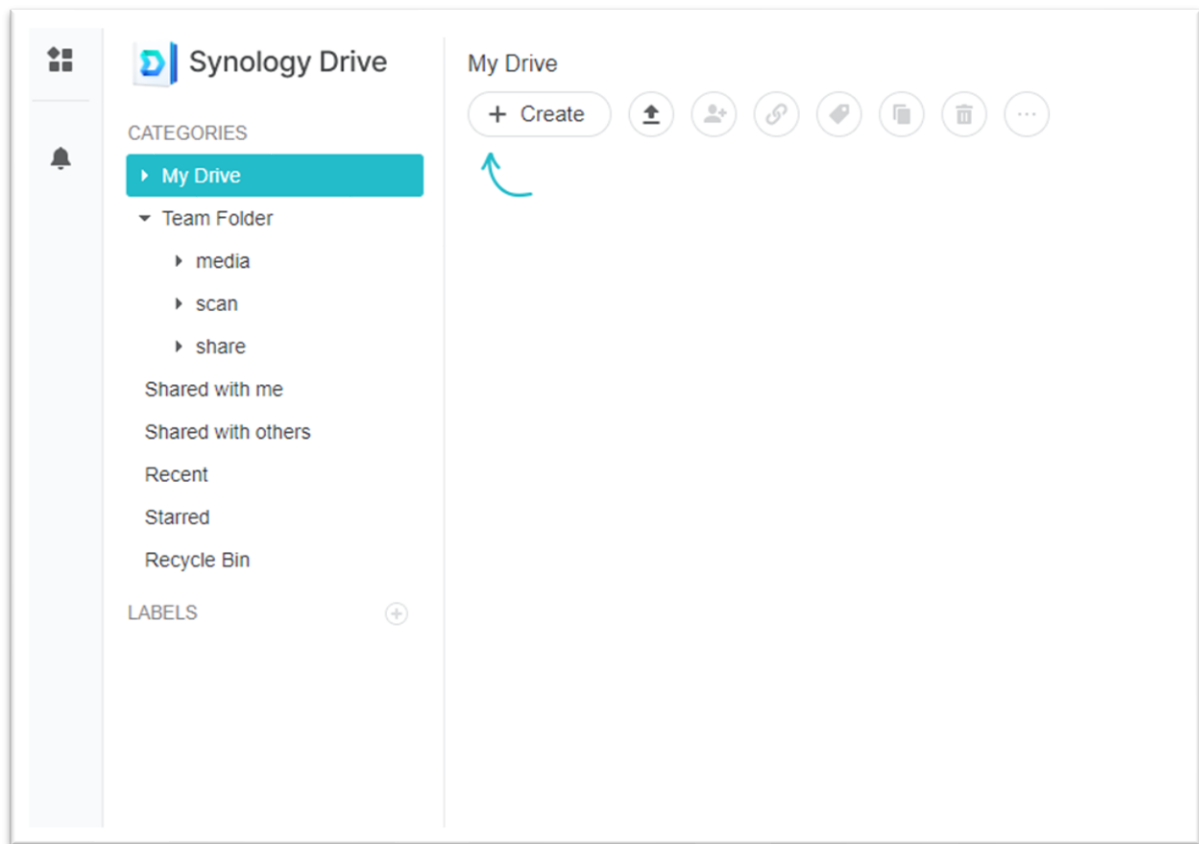 Synology Drive
CATEGORIES
My Drive
Team Folder
media
scan
share
Shared with me
Shared with others
Recent
Starred
Recycle Bin
LABELS
My Drive
+ Create